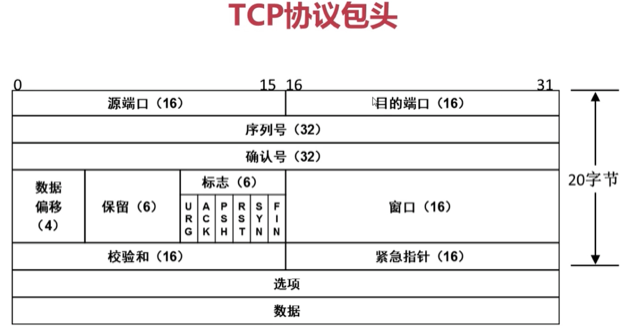 TCP协议包头
0 15 16 31
源端口（16） 目的端口（16）
序列号（32）
确认号（32）
数据偏移（4） 保留（6） 标志（6） 窗口（16）
URG ACK PSH RST SYN FIN
20字节
校验和（16） 紧急指针（16）
选项
数据